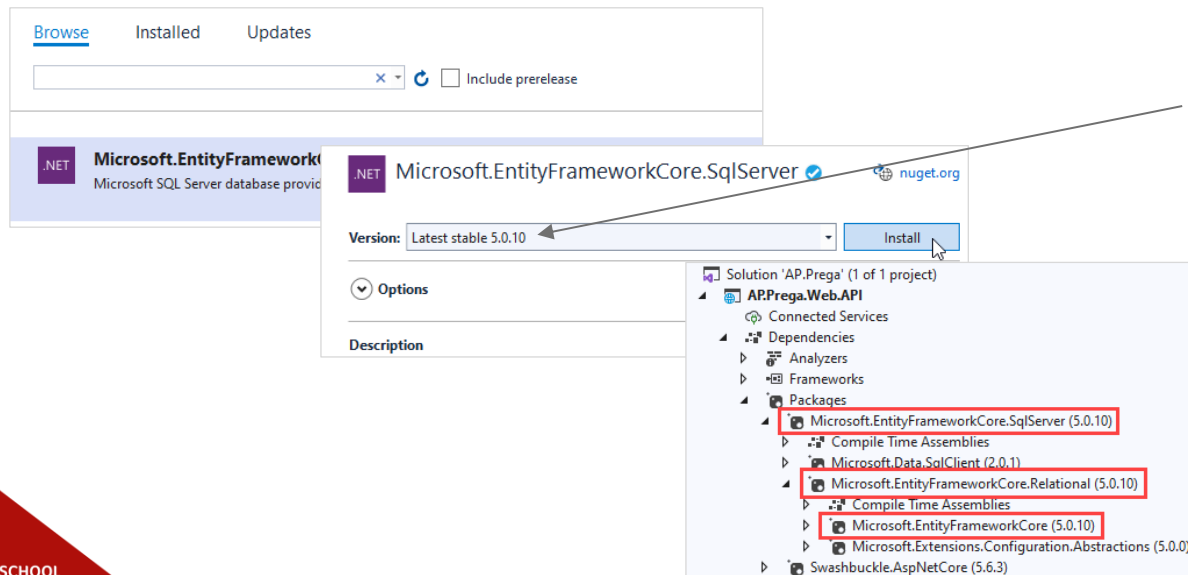 Browse Installed Updates
Include prerelease
.NET
Microsoft.EntityFramework
Microsoft SQL Server database
.NET
Microsoft.EntityFrameworkCore.SqlServer
nuget.org
Version: Latest stable 5.0.10 Install
Options
Description
Solution 'AP.Prega' (1 of 1 project)
AP.Prega.Web.API
Connected Services
Dependencies
Analyzers
Frameworks
Packages
Microsoft.EntityFrameworkCore.SqlServer (5.0.10)
Compile Time Assemblies
Microsoft.Data.SqlClient (2.0.1)
Microsoft.EntityFrameworkCore.Relational (5.0.10)
Compile Time Assemblies
Microsoft.EntityFrameworkCore (5.0.10)
Microsoft.Extensions.Configuration.Abstractions (5.0.0)
Swashbuckle.AspNetCore (5.6.3)
SCHOOL